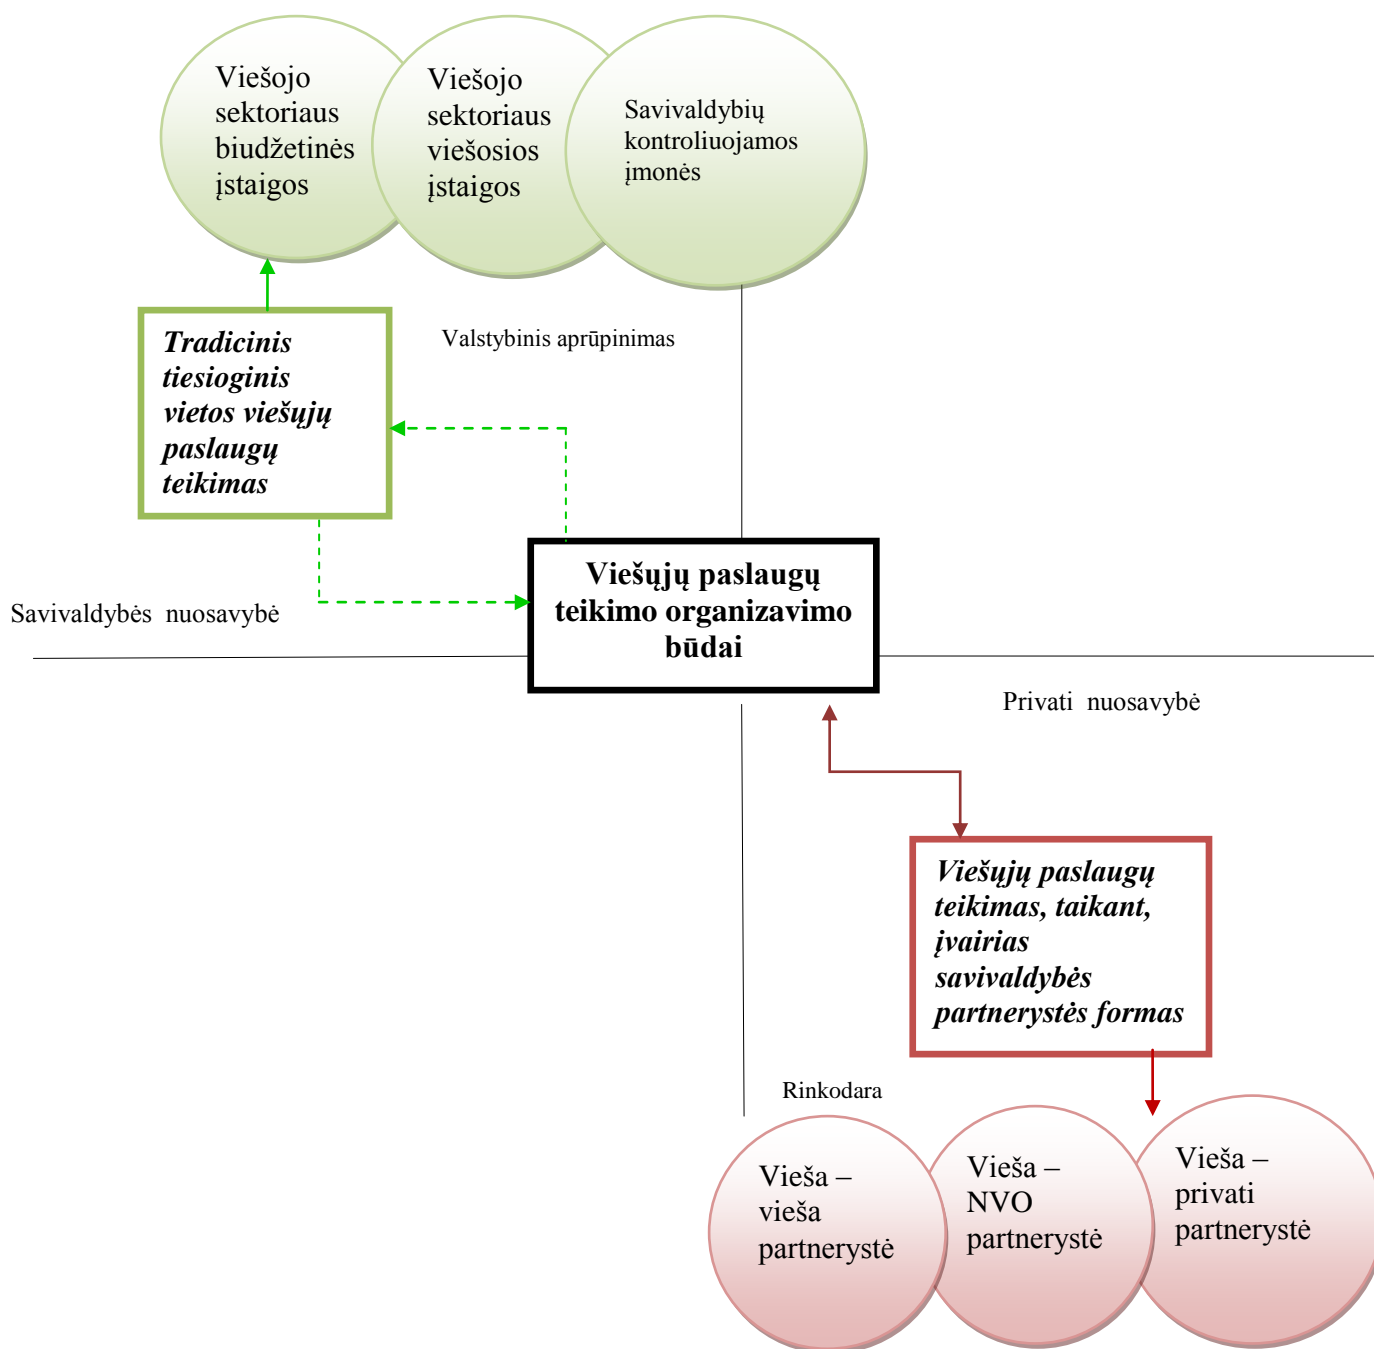 Viešojo
sektoriaus
biudžetinės
įstaigos
Viešojo
sektoriaus
viešosios
įstaigos
Savivaldybių
kontroliuojamos
įmonės
Tradicinis
tiesioginis
vietos viešųjų
paslaugų
teikimas
Valstybinis aprūpinimas
Viešųjų paslaugų
teikimo organizavimo
būdai
Savivaldybės nuosavybė
Privati nuosavybė
Viešųjų paslaugų
teikimas, taikant,
įvairias
savivaldybės
partnerystės formas
Rinkodara
Vieša –
vieša
partnerystė
Vieša –
NVO
partnerystė
Vieša –
privati
partnerystė